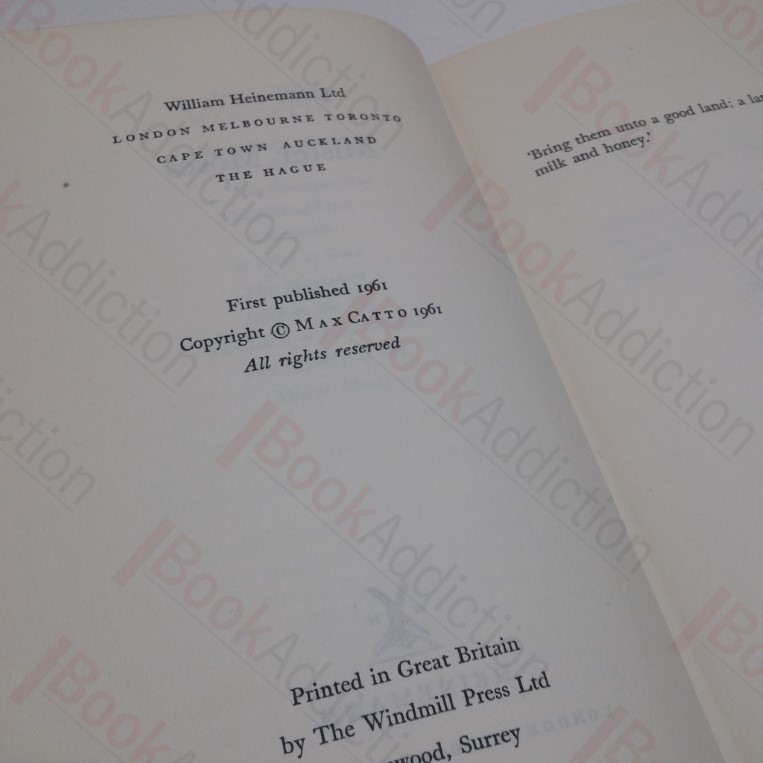 William Heinemann Ltd
LONDON MELBOURNE TORONTO
CAPE TOWN AUCKLAND
THE HAGUE
First published 1961
Copyright © MAX CATTO 1961
All rights reserved
Printed in Great Britain
by The Windmill Press Ltd
Surrey
'Bring them unto a good land; a
milk and honey.'
BookAddiction